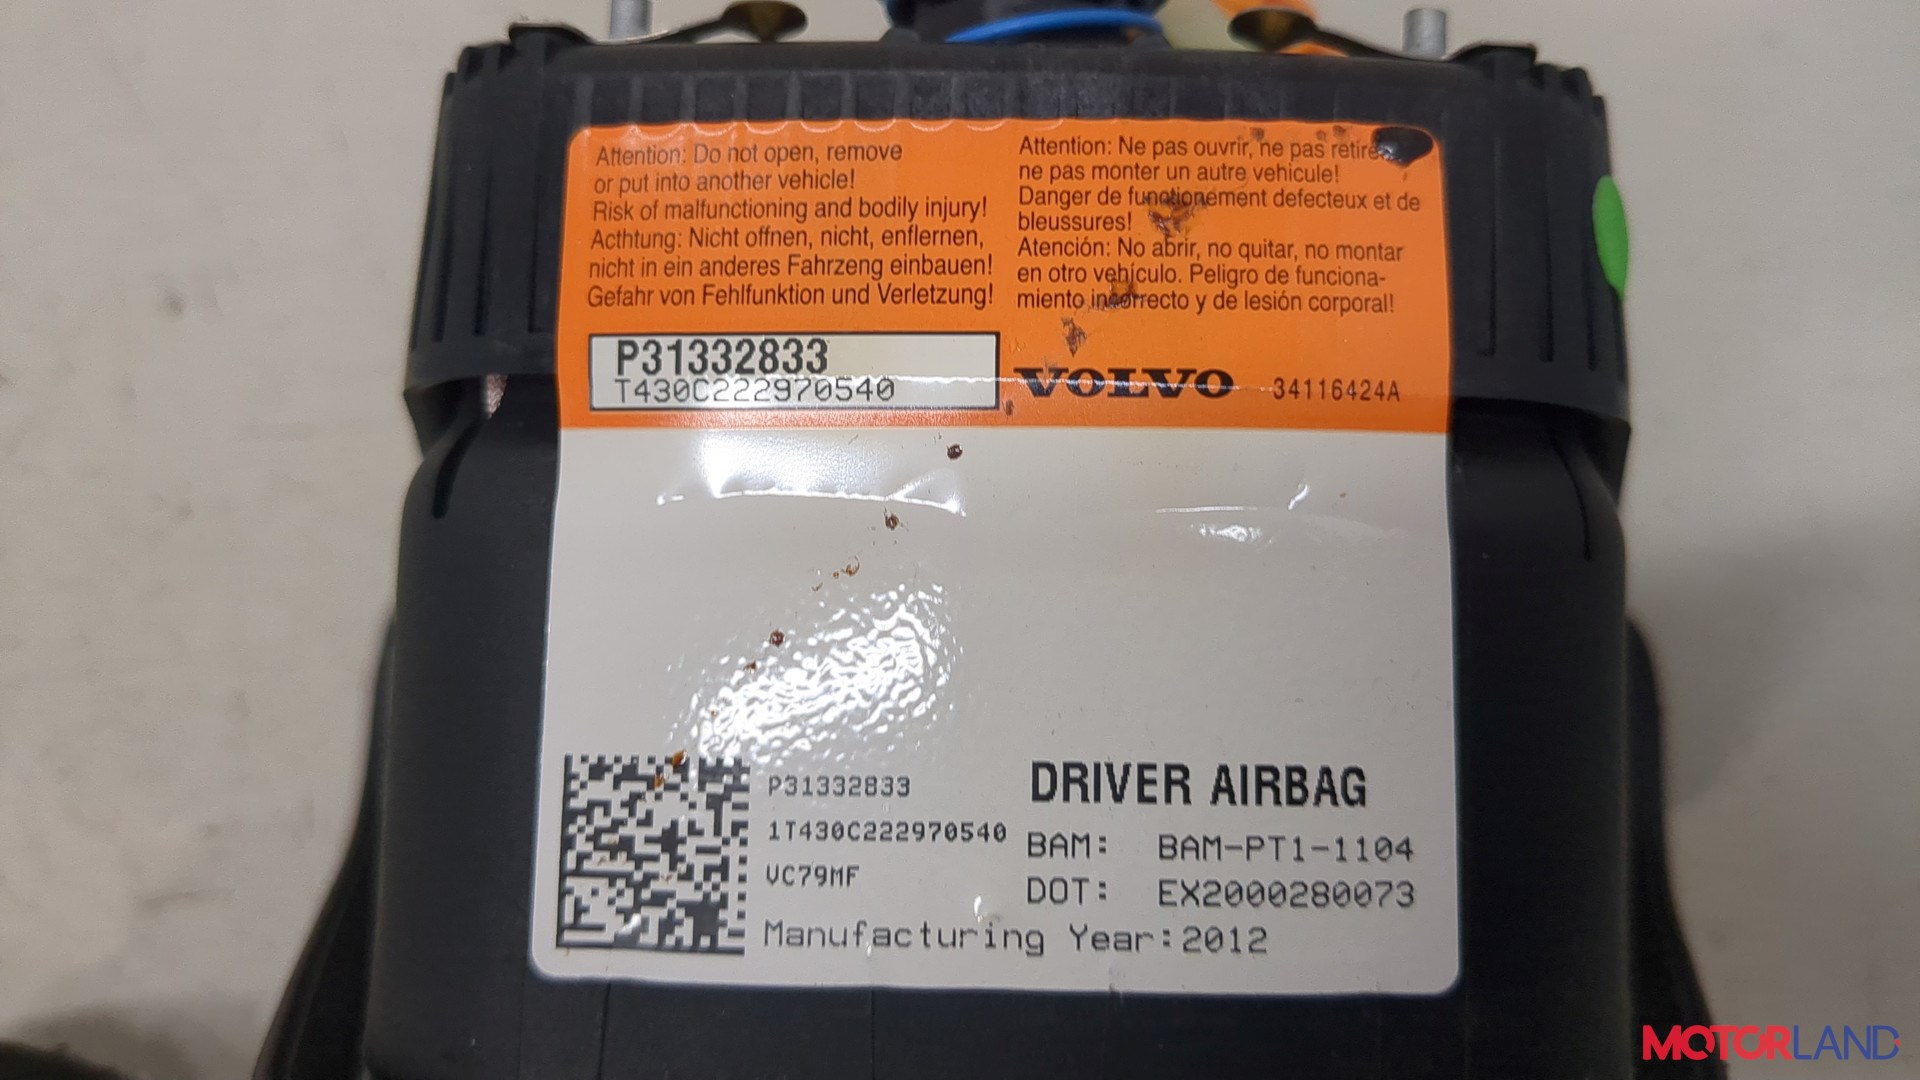 Attention: Do not open, remove
or put into another vehicle!
Risk of malfunctioning and bodily injury!
Acthtung: Nicht offnen, nicht, enflernen,
nicht in ein anderes Fahrzeng einbauen!
Gefahr von Fehlfunktion und Verletzung!
Attention: Ne pas ouvrir, ne pas retire
ne pas monter un autre vehicule!
Danger de functionement defecteux et de
bleussures!
Atención: No abrir, no quitar, no montar
en otro vehículo. Peligro de funciona-
miento incorrecto y de lesión corporal!
P31332833
T430C222970540
VOLVO 34116424A
P31332833
1T430C222970540
VC79MF
DRIVER AIRBAG
BAM: BAM-PT1-1104
DOT: EX2000280073
Manufacturing Year:2012
MOTORLAND